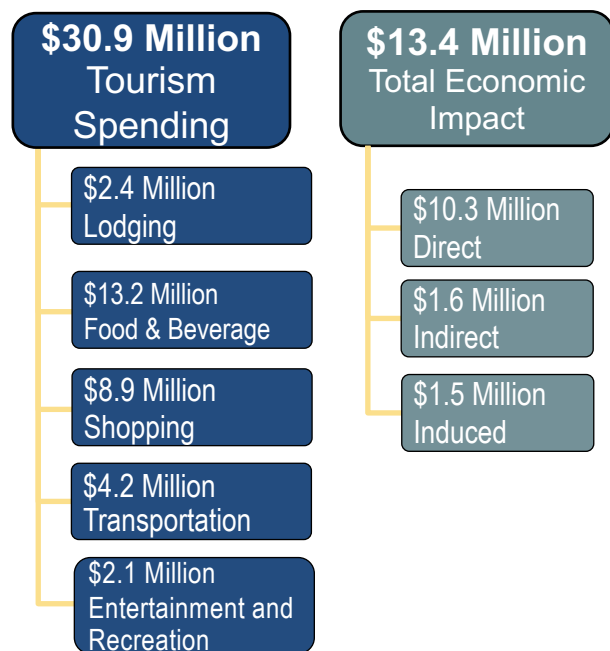 $30.9 Million
Tourism
Spending
$2.4 Million
Lodging
$13.2 Million
Food & Beverage
$8.9 Million
Shopping
$4.2 Million
Transportation
$2.1 Million
Entertainment and
Recreation
$13.4 Million
Total Economic
Impact
$10.3 Million
Direct
$1.6 Million
Indirect
$1.5 Million
Induced